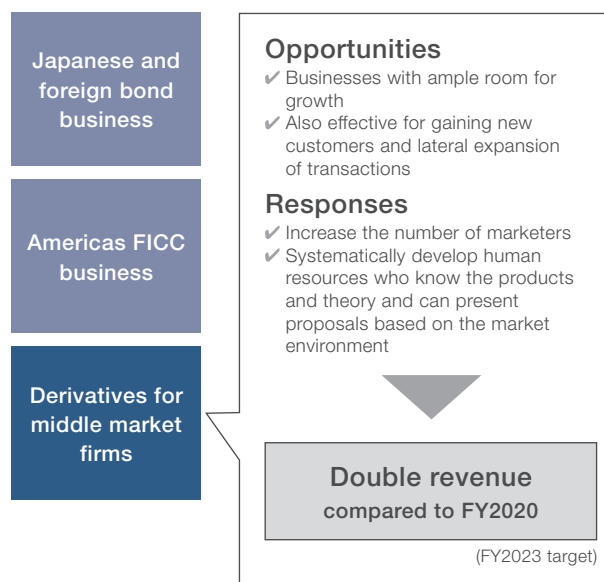 Japanese and
foreign bond
business
Americas FICC
business
Derivatives for
middle market
firms
Opportunities
✔ Businesses with ample room for
growth
✔ Also effective for gaining new
customers and lateral expansion
of transactions
Responses
✔ Increase the number of marketers
✔ Systematically develop human
resources who know the products
and theory and can present
proposals based on the market
environment
Double revenue
compared to FY2020
(FY2023 target)